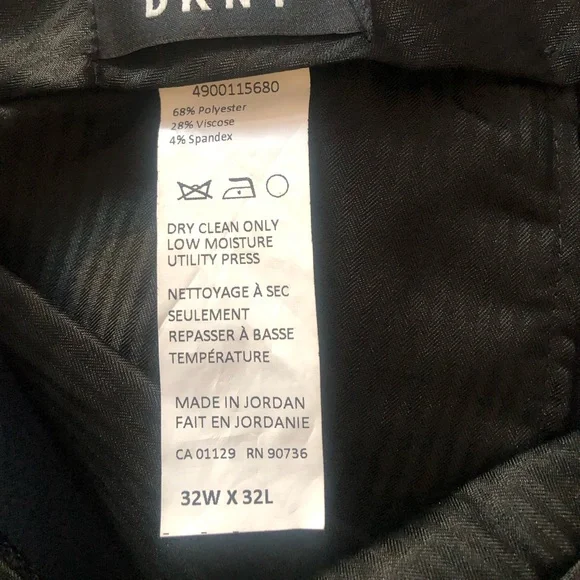 DKNY
4900115680
68% Polyester
28% Viscose
4% Spandex
DRY CLEAN ONLY
LOW MOISTURE
UTILITY PRESS
NETTOYAGE À SEC
SEULEMENT
REPASSER À BASSE
TEMPÉRATURE
MADE IN JORDAN
FAIT EN JORDANIE
CA 01129 RN 90736
32W X 32L